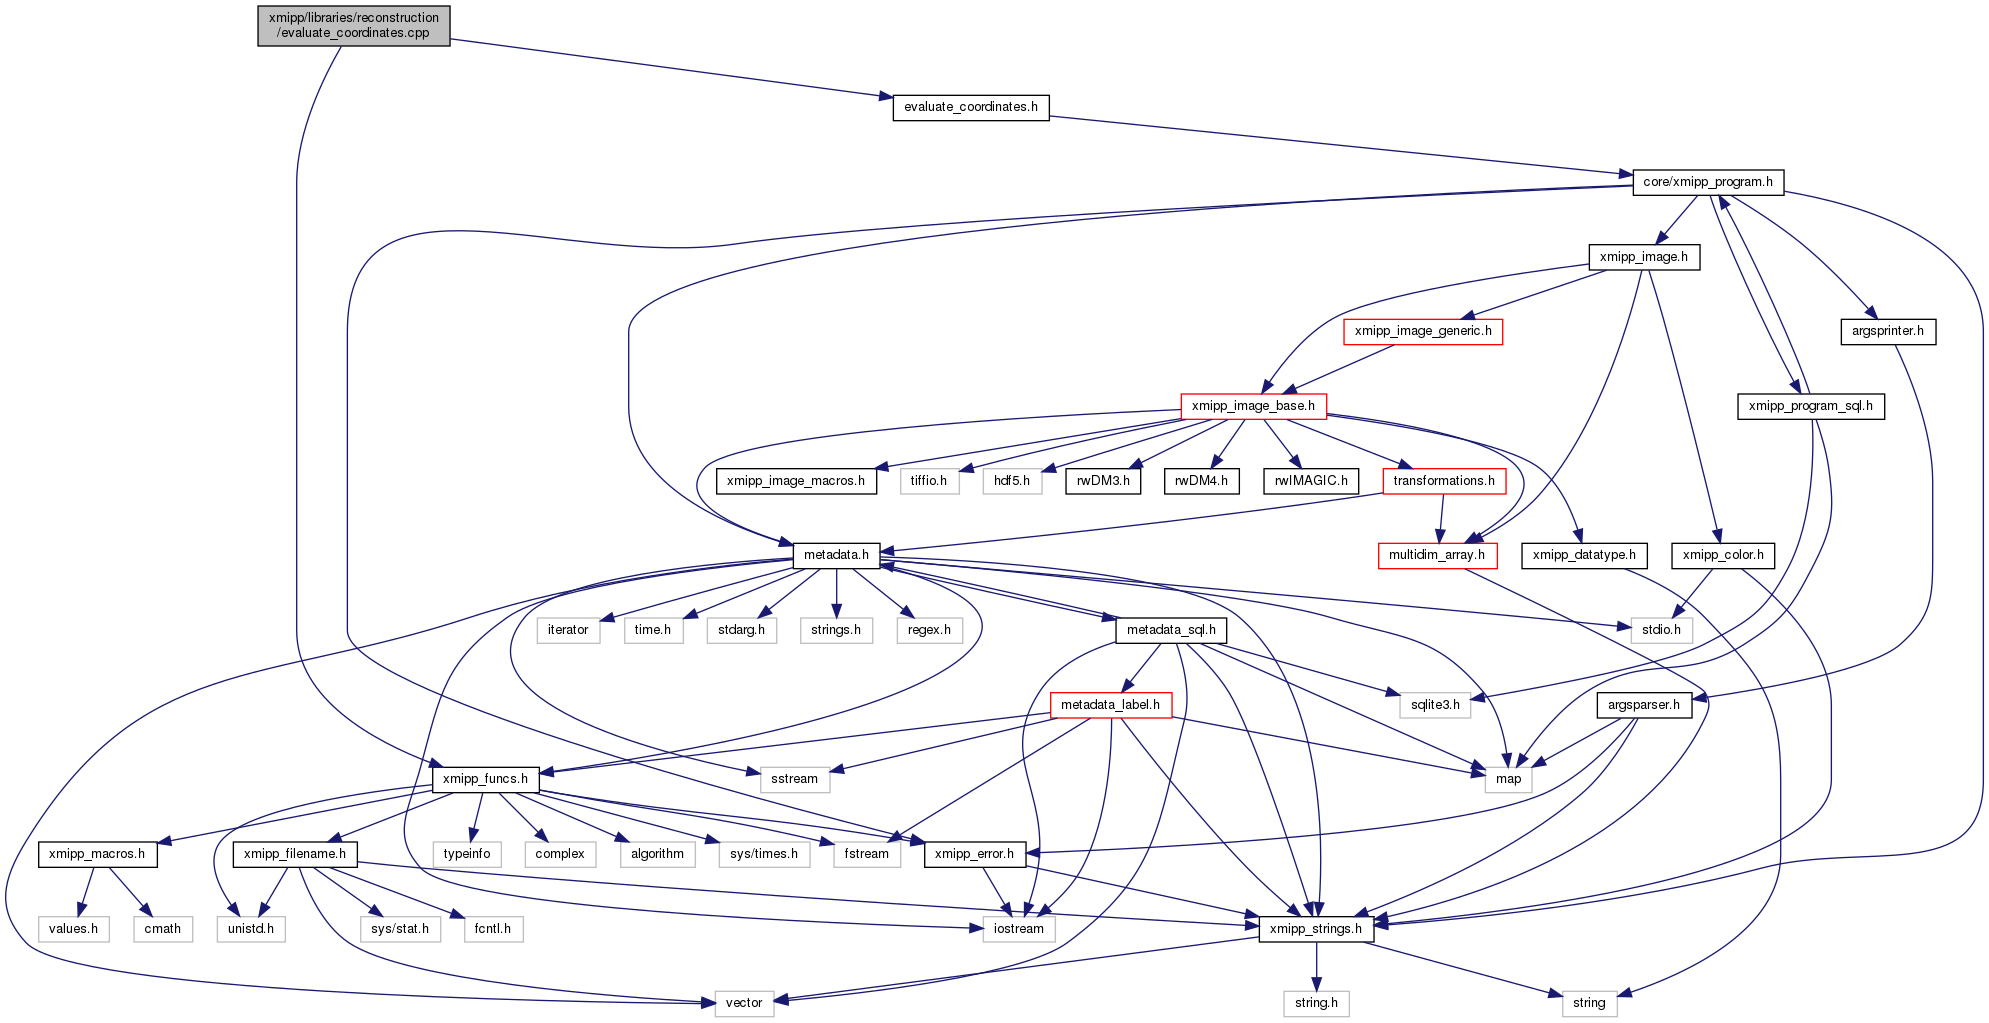 xmipp/libraries/reconstruction
/evaluate_coordinates.cpp
evaluate_coordinates.h
core/xmipp_program.h
xmipp_image.h
xmipp_image_generic.h
argsprinter.h
xmipp_image_base.h
xmipp_program_sql.h
xmipp_image_macros.h
tiffio.h
hdf5.h
rwDM3.h
rwDM4.h
rwIMAGIC.h
transformations.h
metadata.h
multidim_array.h
xmipp_datatype.h
xmipp_color.h
iterator
time.h
stdarg.h
strings.h
regex.h
metadata_sql.h
stdio.h
metadata_label.h
sqlite3.h
argsparser.h
xmipp_funcs.h
sstream
map
xmipp_macros.h
xmipp_filename.h
typeinfo
complex
algorithm
sys/times.h
fstream
xmipp_error.h
values.h
cmath
unistd.h
sys/stat.h
fcntl.h
iostream
xmipp_strings.h
vector
string.h
string